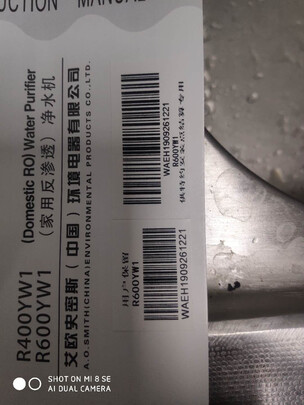 UCTION MANUAL
R400YW1 (Domestic RO) Water Purifier
R600YW1 (家用反渗透) 净水机
艾欧史密斯（中国）环境电器有限公司
A.O.SMITH(CHINA)ENVIRONMENTAL PRODUCTS CO.,LTD.
R600YW1
WAEH1909261221
WAEH1909261221
R600YW1
SHOT ON MI 8 SE
AI DUAL CAMERA